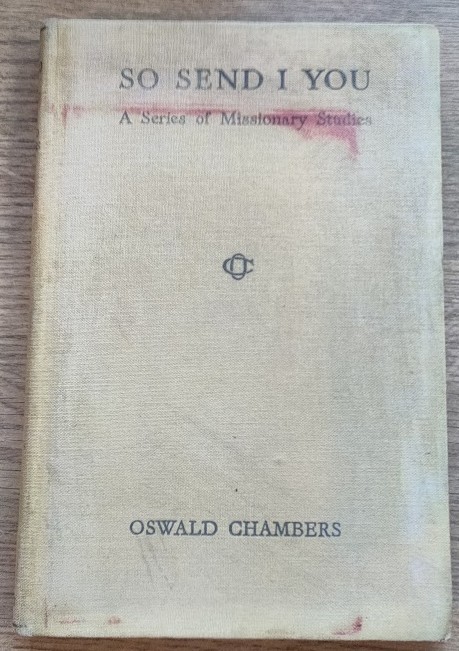 SO SEND I YOU
A Series of Missionary Studies
OC
OSWALD CHAMBERS